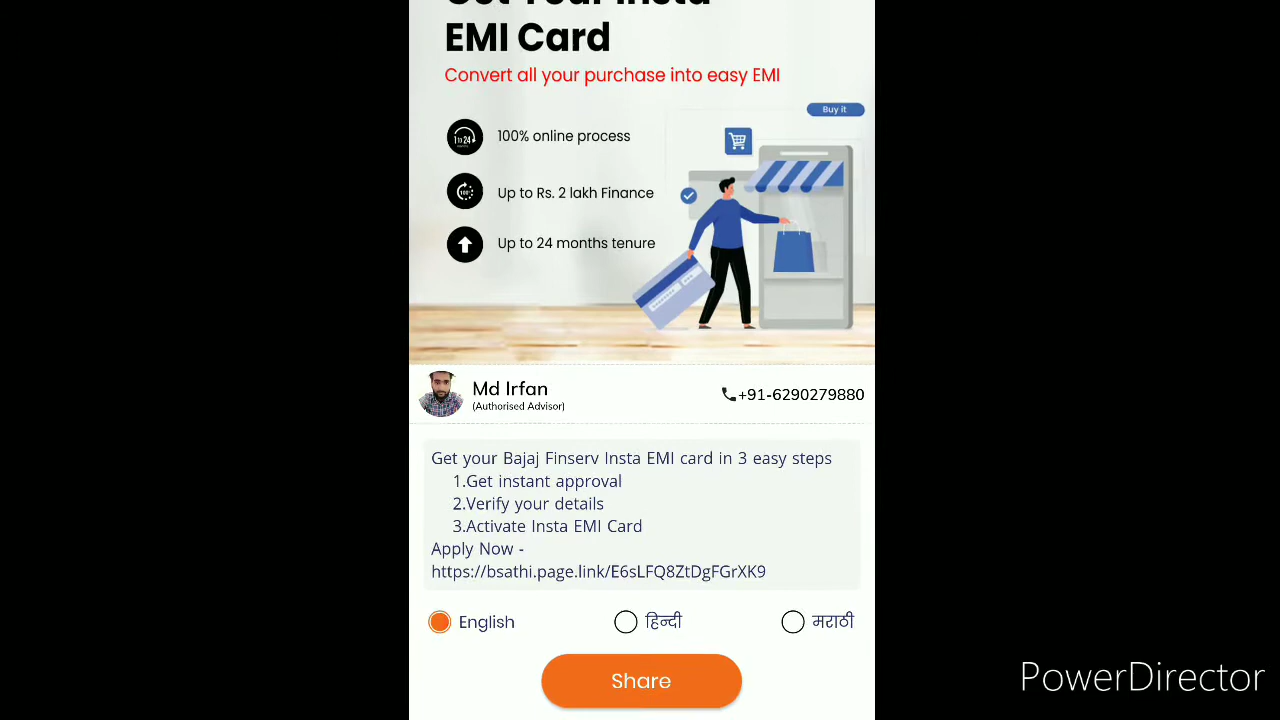 Get Your Insta
EMI Card
Convert all your purchase into easy EMI
Buy it
100% online process
Up to Rs. 2 lakh Finance
Up to 24 months tenure
Md Irfan
(Authorised Advisor)
+91-6290279880
Get your Bajaj Finserv Insta EMI card in 3 easy steps
1.Get instant approval
2.Verify your details
3.Activate Insta EMI Card
Apply Now -
https://bsathi.page.link/E6sLFQ8ZtDgFGrXK9
English हिन्दी मराठी
Share
PowerDirector